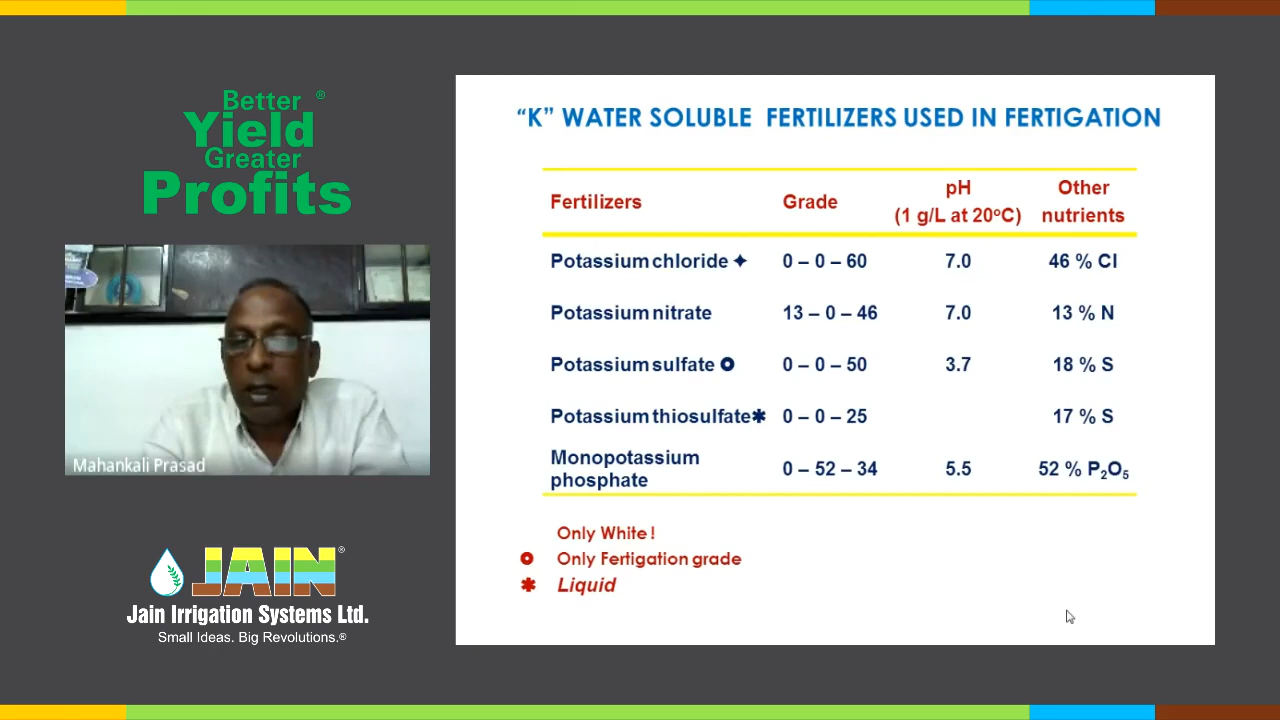 Better ®
Yield
Greater
Profits
Mahankali Prasad
JAIN®
Jain Irrigation Systems Ltd.
Small Ideas. Big Revolutions.®
“K” WATER SOLUBLE FERTILIZERS USED IN FERTIGATION
Fertilizers Grade pH (1 g/L at 20°C) Other nutrients
Potassium chloride ✦ 0 – 0 – 60 7.0 46 % Cl
Potassium nitrate 13 – 0 – 46 7.0 13 % N
Potassium sulfate ✪ 0 – 0 – 50 3.7 18 % S
Potassium thiosulfate✱ 0 – 0 – 25 17 % S
Monopotassium phosphate 0 – 52 – 34 5.5 52 % P₂O₅
Only White !
✪ Only Fertigation grade
✱ Liquid